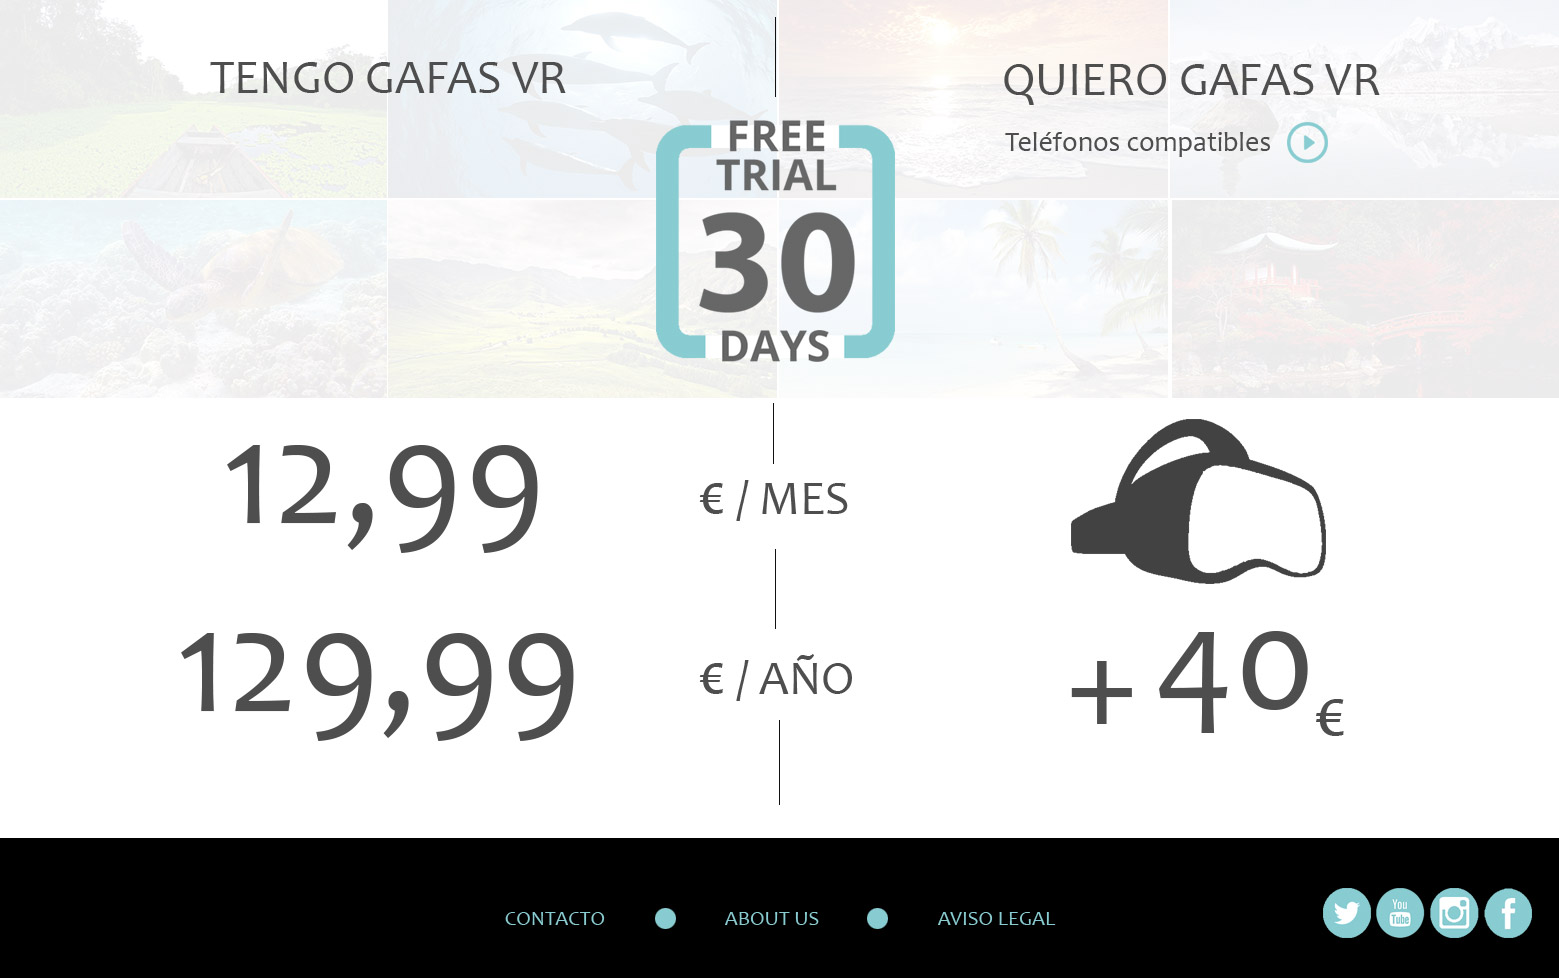 TENGO GAFAS VR
QUIERO GAFAS VR
Teléfonos compatibles
FREE
TRIAL
30
DAYS
12,99 € / MES
129,99 € / AÑO
+40€
CONTACTO
ABOUT US
AVISO LEGAL
You
Tube